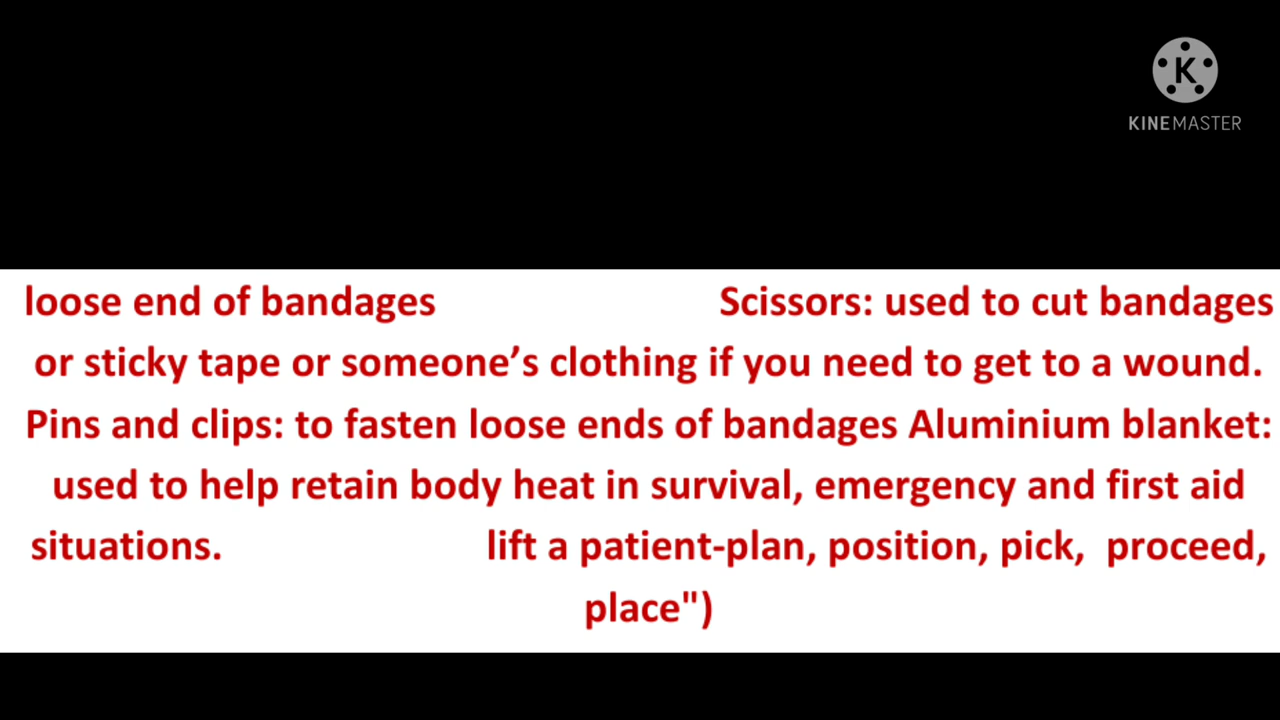 K
KINEMASTER
loose end of bandages Scissors: used to cut bandages
or sticky tape or someone’s clothing if you need to get to a wound.
Pins and clips: to fasten loose ends of bandages Aluminium blanket:
used to help retain body heat in survival, emergency and first aid
situations. lift a patient-plan, position, pick, proceed,
place")